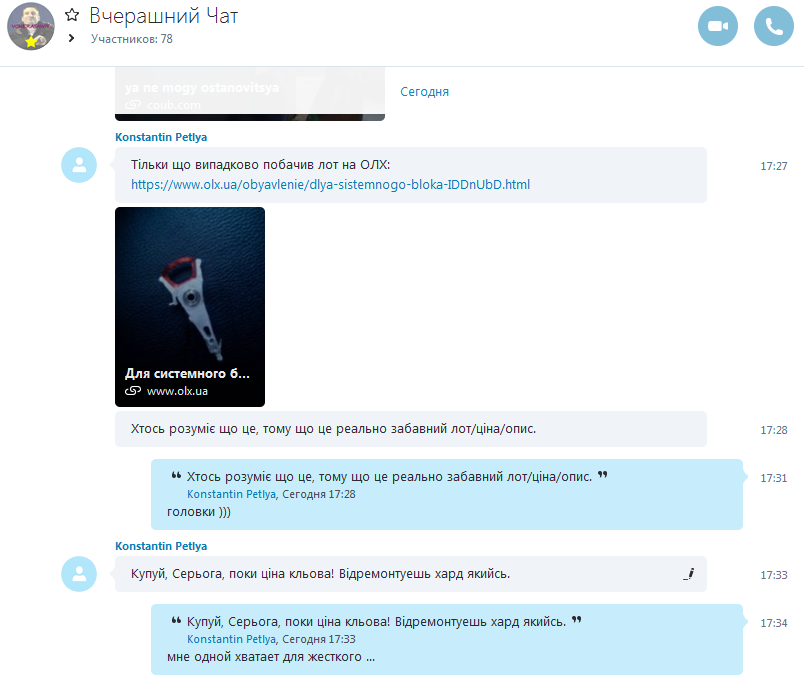 Вчерашний Чат
Участников: 78
ya ne mogy ostanovitsya
coub.com
Сегодня
Konstantin Petlya
Тільки що випадково побачив лот на ОЛХ:
17:27
https://www.olx.ua/obyavlenie/dlya-sistemnogo-bloka-IDDnUbD.html
Для системного б...
www.olx.ua
Хтось розуміє що це, тому що це реально забавний лот/ціна/опис.
17:28
❝ Хтось розуміє що це, тому що це реально забавний лот/ціна/опис. ❞
17:31
Konstantin Petlya, Сегодня 17:28
головки )))
Konstantin Petlya
Купуй, Серьога, поки ціна кльова! Відремонтуешь хард якийсь.
17:33
❝ Купуй, Серьога, поки ціна кльова! Відремонтуешь хард якийсь. ❞
17:34
Konstantin Petlya, Сегодня 17:33
мне одной хватает для жесткого ...